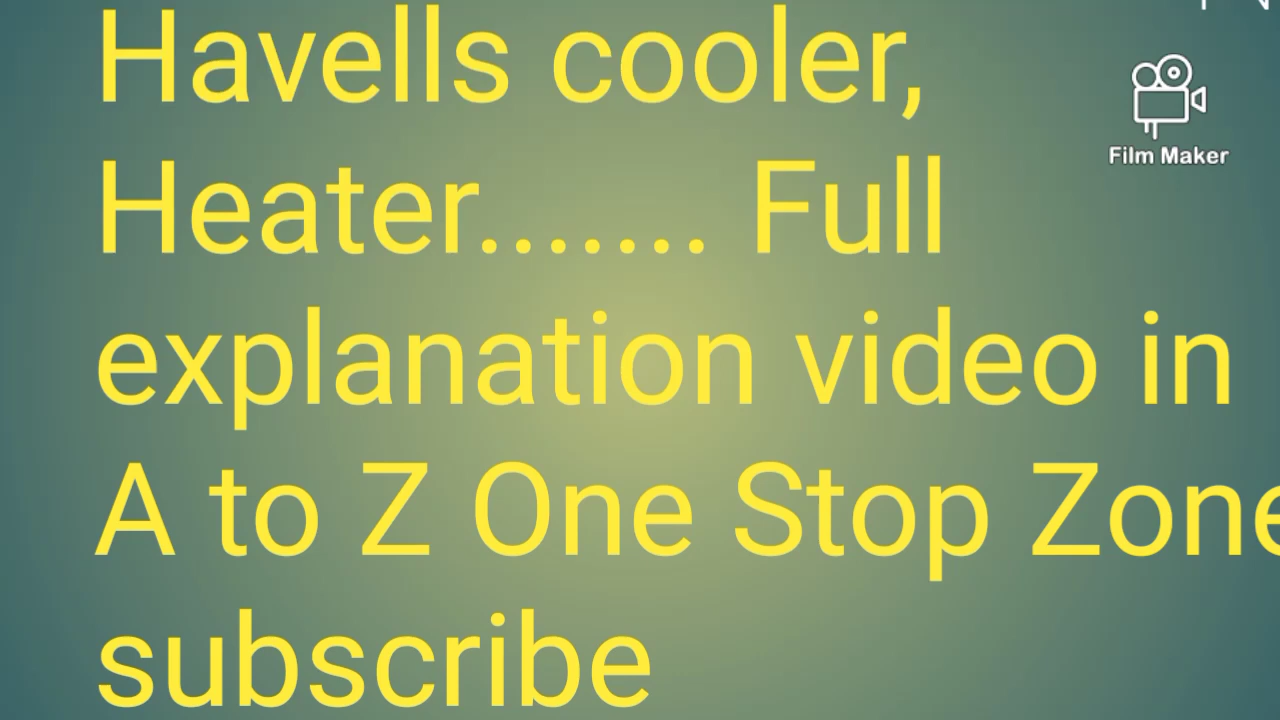 Havells cooler,
Film Maker
Heater....... Full
explanation video in
A to Z One Stop Zone
subscribe